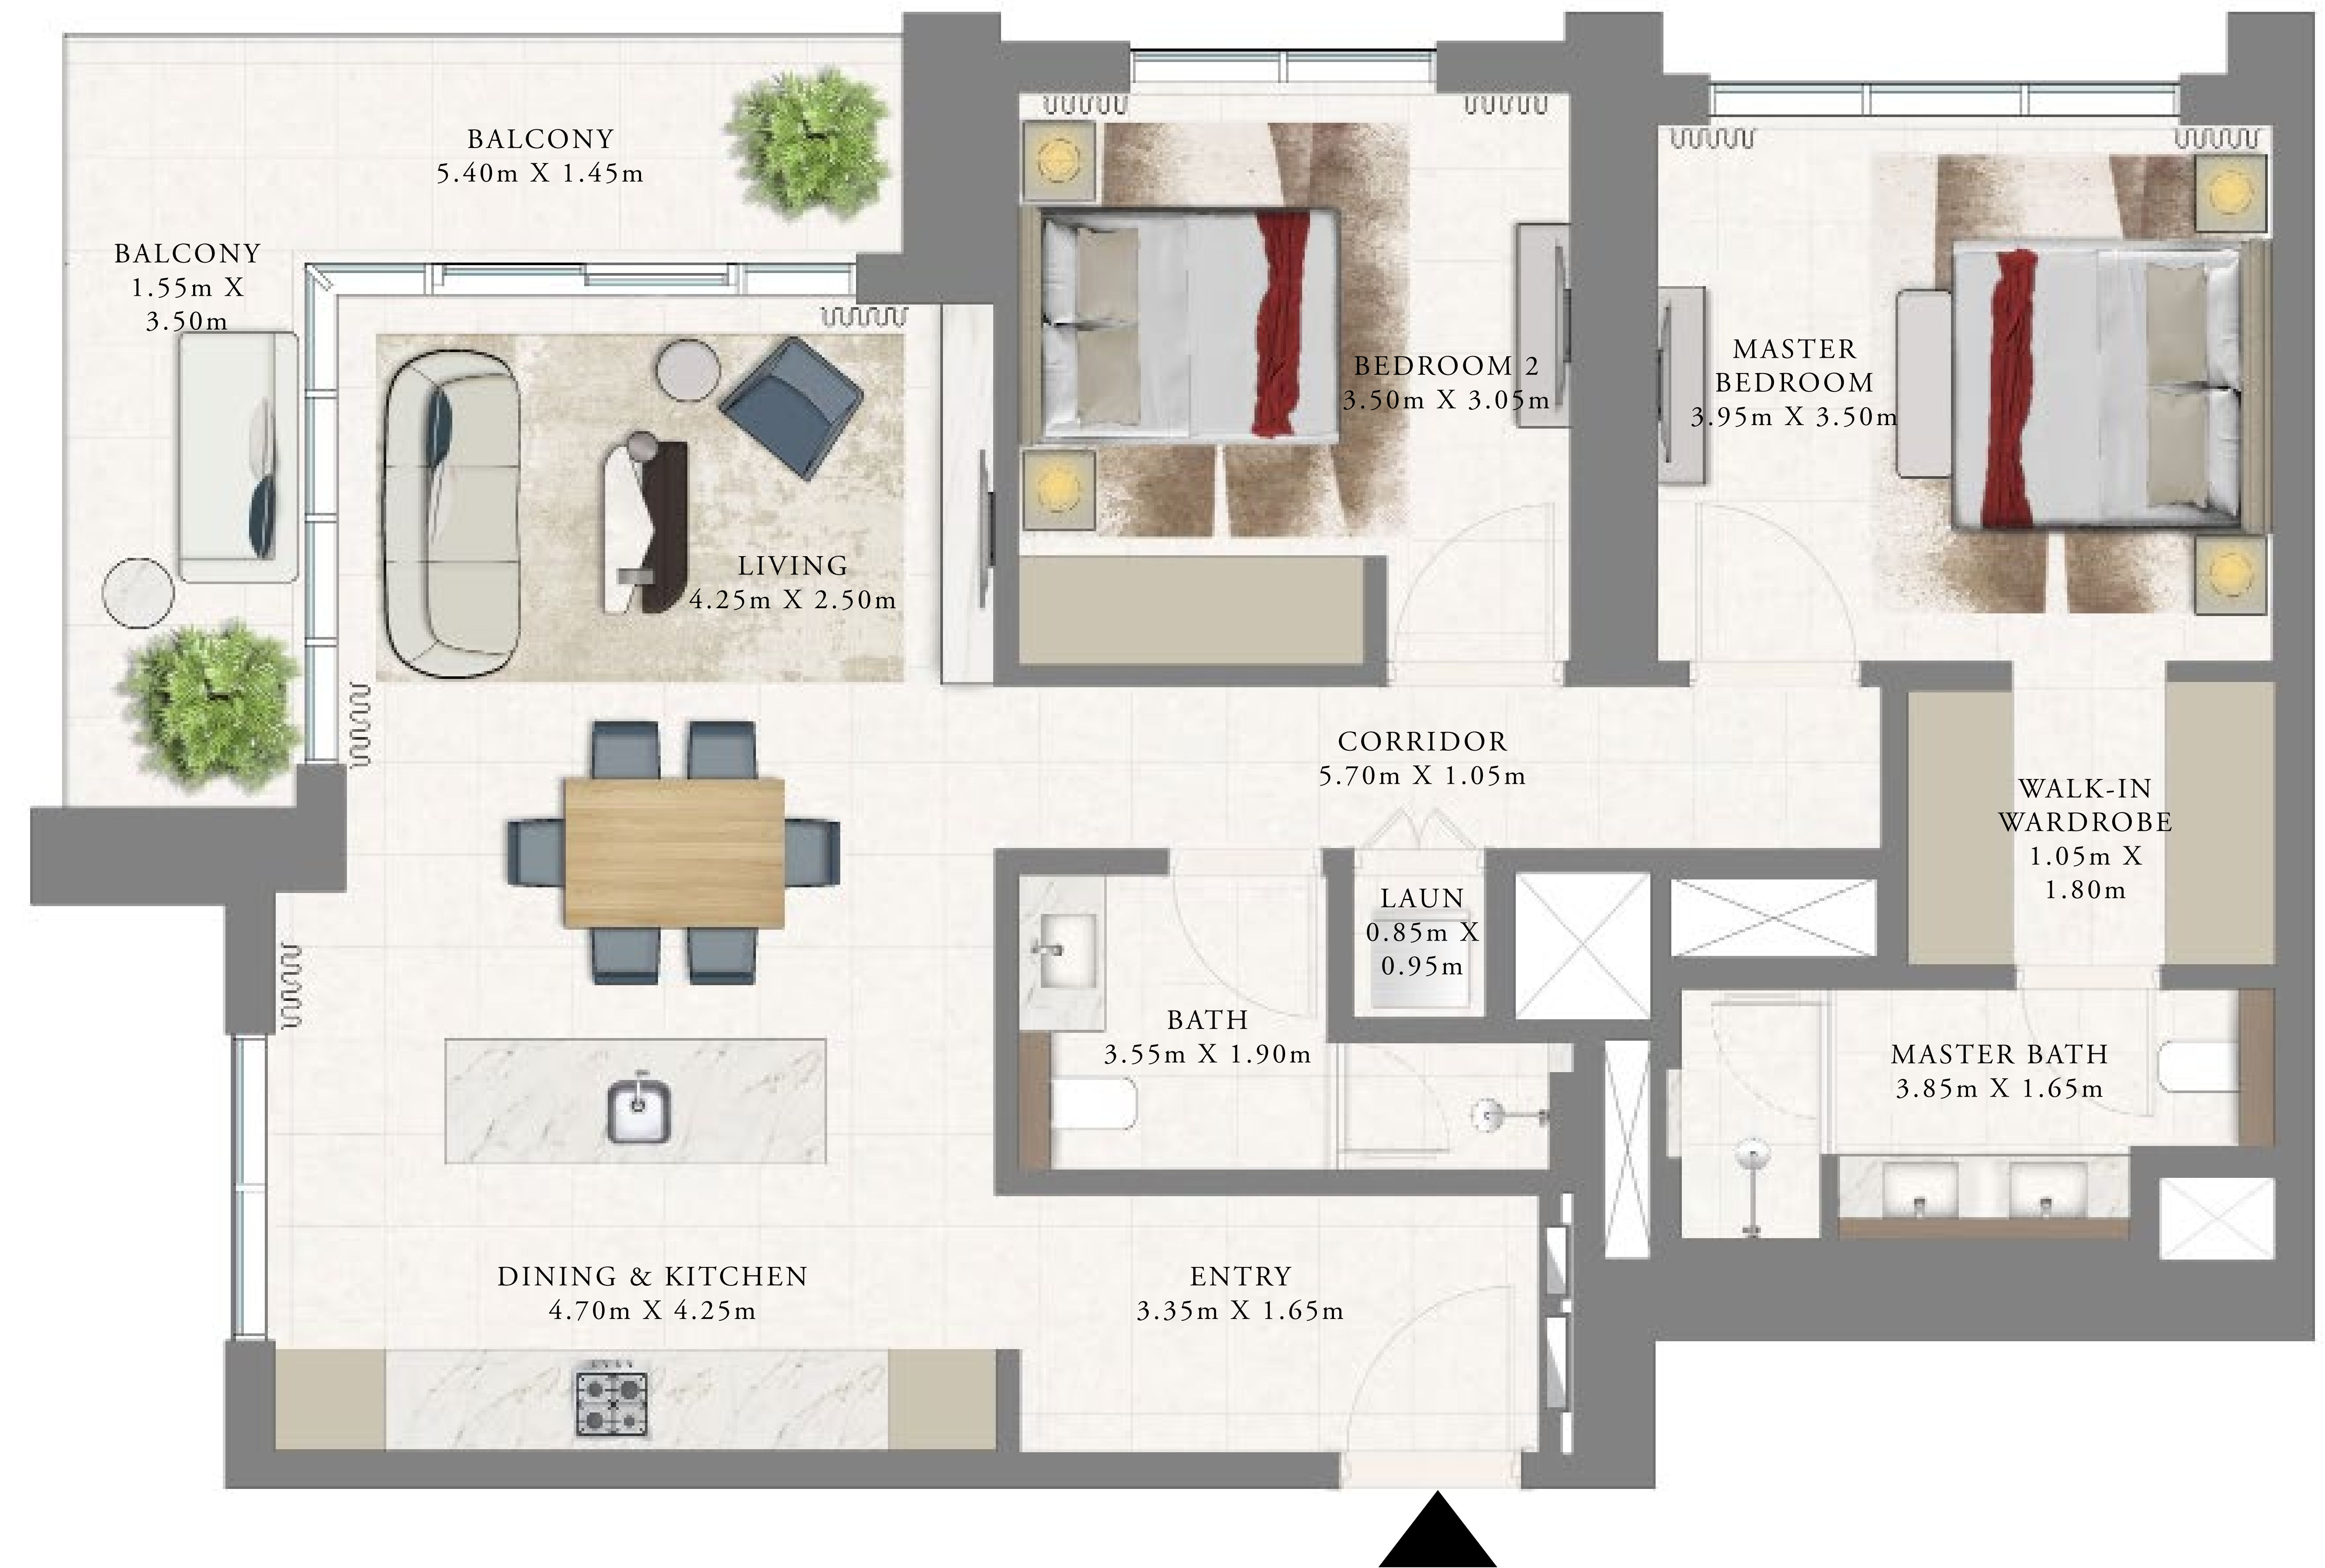 BALCONY
5.40m X 1.45m
BALCONY
1.55m X
3.50m
BEDROOM 2
3.50m X 3.05m
MASTER
BEDROOM
3.95m X 3.50m
LIVING
4.25m X 2.50m
CORRIDOR
5.70m X 1.05m
WALK-IN
WARDROBE
1.05m X
1.80m
LAUN
0.85m X
0.95m
BATH
3.55m X 1.90m
MASTER BATH
3.85m X 1.65m
DINING & KITCHEN
4.70m X 4.25m
ENTRY
3.35m X 1.65m